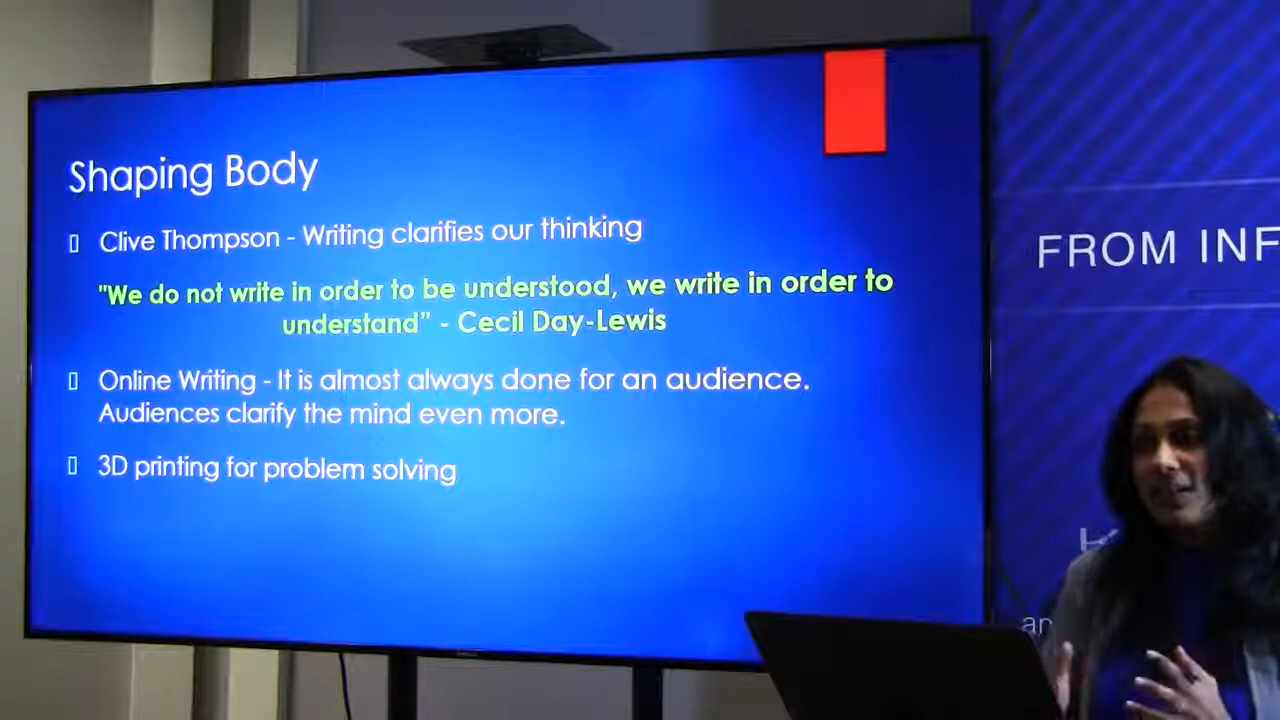 Shaping Body
Clive Thompson - Writing clarifies our thinking
"We do not write in order to be understood, we write in order to
understand” - Cecil Day-Lewis
Online Writing - It is almost always done for an audience.
Audiences clarify the mind even more.
3D printing for problem solving
FROM INF